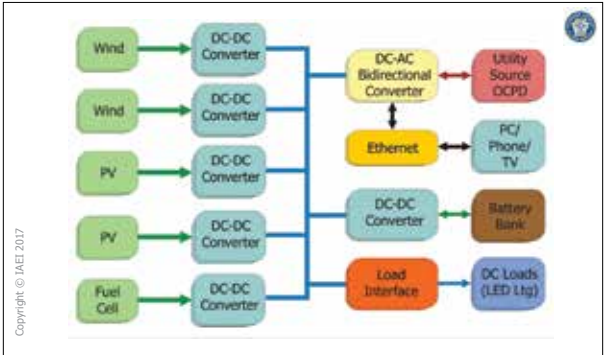 Wind
DC-DC
Converter
Wind
DC-DC
Converter
PV
DC-DC
Converter
PV
DC-DC
Converter
Fuel
Cell
DC-DC
Converter
DC-AC
Bidirectional
Converter
Utility
Source
OCPD
Ethernet
PC/
Phone/
TV
DC-DC
Converter
Battery
Bank
Load
Interface
DC Loads
(LED Ltg)
Copyright © IAEI 2017